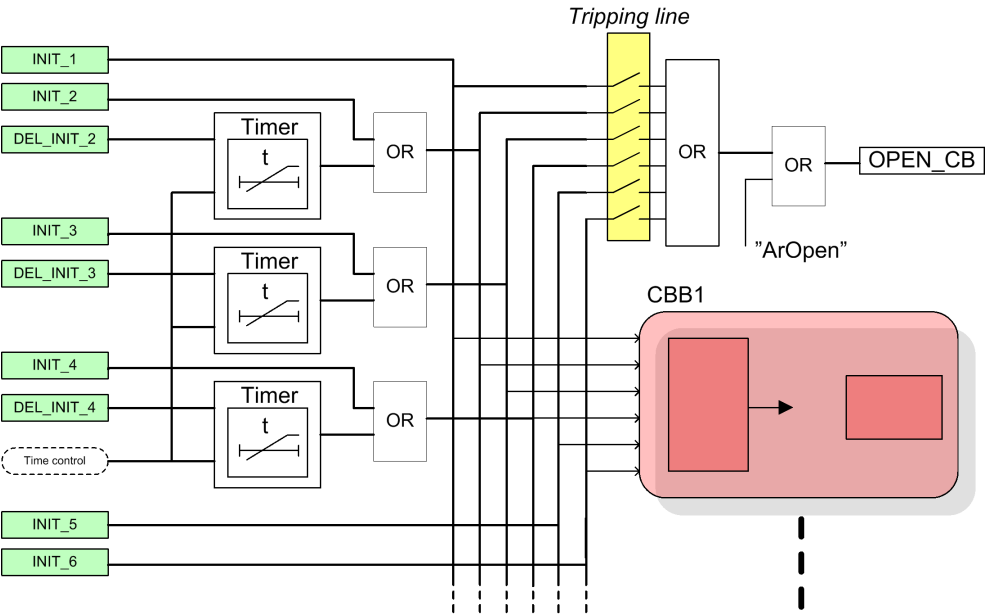 Tripping line
INIT_1
INIT_2
DEL_INIT_2
Timer
t
OR
OR
OR
OPEN_CB
INIT_3
DEL_INIT_3
Timer
t
OR
”ArOpen”
CBB1
INIT_4
DEL_INIT_4
Timer
t
OR
Time control
INIT_5
INIT_6